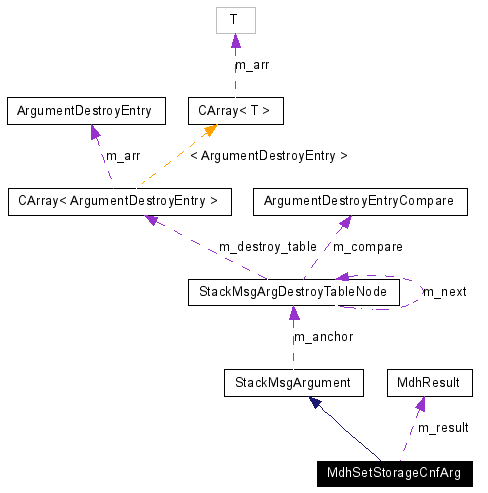 T
m_arr
ArgumentDestroyEntry
CArray< T >
m_arr
< ArgumentDestroyEntry >
CArray< ArgumentDestroyEntry >
ArgumentDestroyEntryCompare
m_destroy_table
m_compare
StackMsgArgDestroyTableNode
m_next
m_anchor
StackMsgArgument
MdhResult
m_result
MdhSetStorageCnfArg